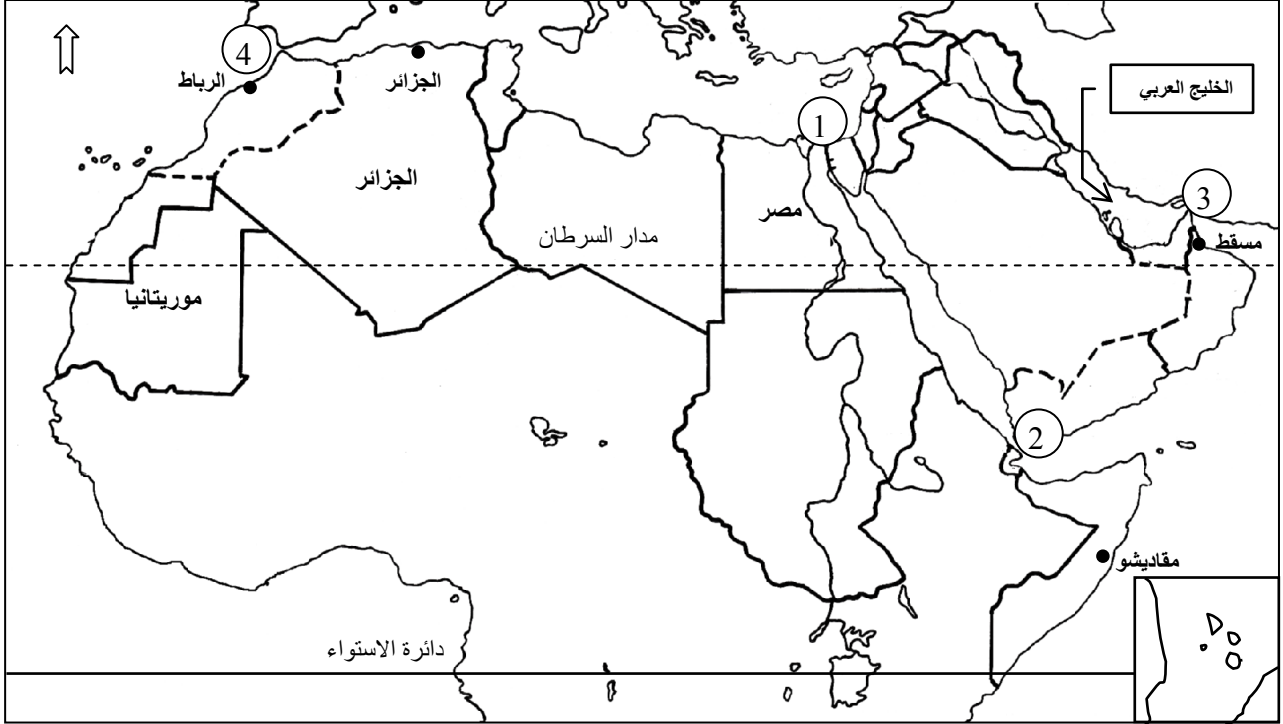 4
الرباط
الجزائر
الخليج العربي
1
الجزائر
مصر
3
مسقط
مدار السرطان
موريتانيا
2
مقاديشو
دائرة الاستواء